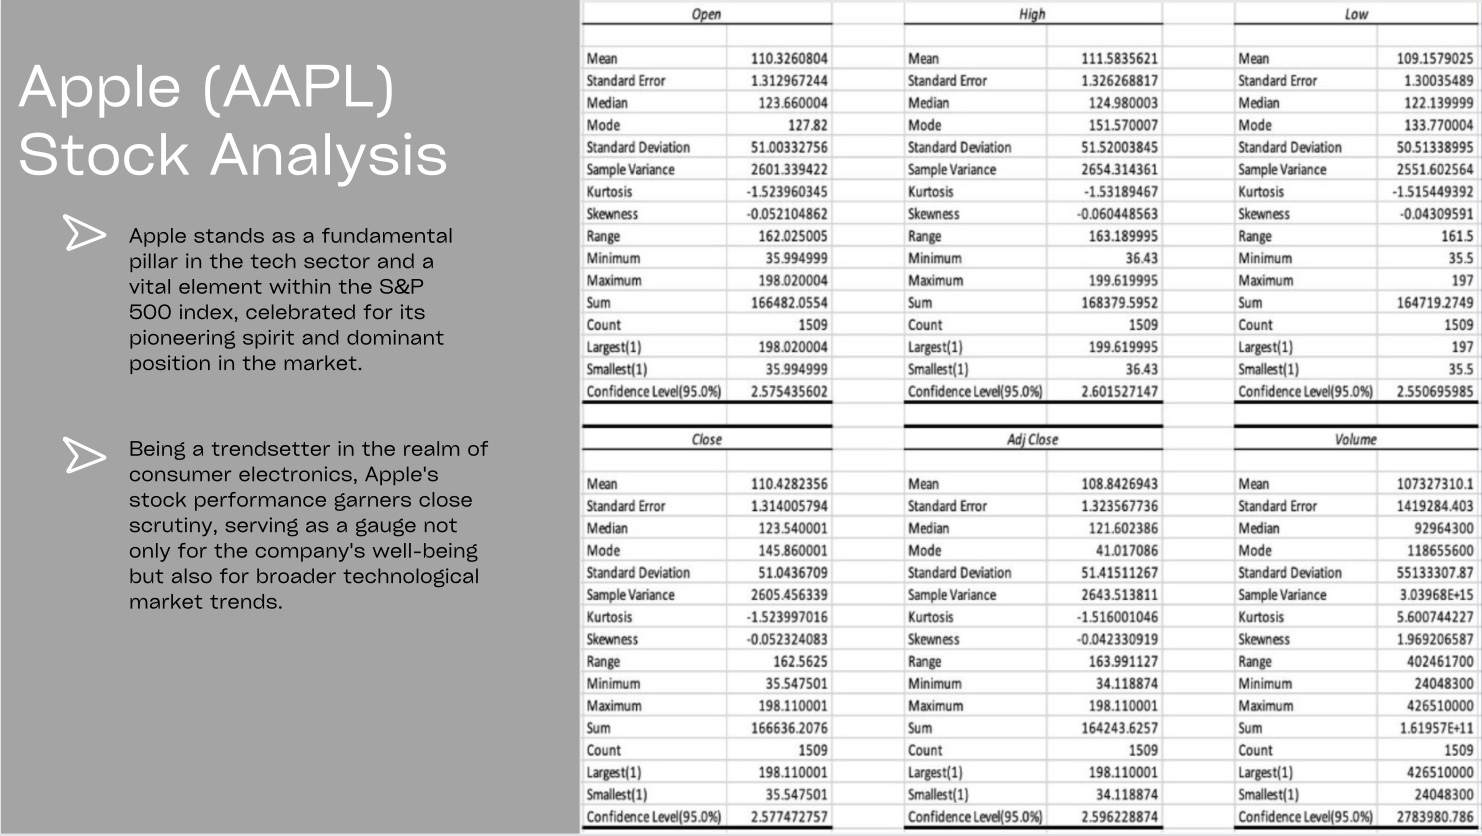 Apple (AAPL)
Stock Analysis
Apple stands as a fundamental
pillar in the tech sector and a
vital element within the S&P
500 index, celebrated for its
pioneering spirit and dominant
position in the market.
Being a trendsetter in the realm of
consumer electronics, Apple's
stock performance garners close
scrutiny, serving as a gauge not
only for the company's well-being
but also for broader technological
market trends.
Open High Low
Mean 110.3260804 Mean 111.5835621 Mean 109.1579025
Standard Error 1.312967244 Standard Error 1.326268817 Standard Error 1.30035489
Median 123.660004 Median 124.980003 Median 122.139999
Mode 127.82 Mode 151.570007 Mode 133.770004
Standard Deviation 51.00332756 Standard Deviation 51.52003845 Standard Deviation 50.51338995
Sample Variance 2601.339422 Sample Variance 2654.314361 Sample Variance 2551.602564
Kurtosis -1.523960345 Kurtosis -1.53189467 Kurtosis -1.515449392
Skewness -0.052104862 Skewness -0.060448563 Skewness -0.04309591
Range 162.025005 Range 163.189995 Range 161.5
Minimum 35.994999 Minimum 36.43 Minimum 35.5
Maximum 198.020004 Maximum 199.619995 Maximum 197
Sum 166482.0554 Sum 168379.5952 Sum 164719.2749
Count 1509 Count 1509 Count 1509
Largest(1) 198.020004 Largest(1) 199.619995 Largest(1) 197
Smallest(1) 35.994999 Smallest(1) 36.43 Smallest(1) 35.5
Confidence Level(95.0%) 2.575435602 Confidence Level(95.0%) 2.601527147 Confidence Level(95.0%) 2.550695985
Close Adj Close Volume
Mean 110.4282356 Mean 108.8426943 Mean 107327310.1
Standard Error 1.314005794 Standard Error 1.323567736 Standard Error 1419284.403
Median 123.540001 Median 121.602386 Median 92964300
Mode 145.860001 Mode 41.017086 Mode 118655600
Standard Deviation 51.0436709 Standard Deviation 51.41511267 Standard Deviation 55133307.87
Sample Variance 2605.456339 Sample Variance 2643.513811 Sample Variance 3.03968E+15
Kurtosis -1.523997016 Kurtosis -1.516001046 Kurtosis 5.600744227
Skewness -0.052324083 Skewness -0.042330919 Skewness 1.969206587
Range 162.5625 Range 163.991127 Range 402461700
Minimum 35.547501 Minimum 34.118874 Minimum 24048300
Maximum 198.110001 Maximum 198.110001 Maximum 426510000
Sum 166636.2076 Sum 164243.6257 Sum 1.61957E+11
Count 1509 Count 1509 Count 1509
Largest(1) 198.110001 Largest(1) 198.110001 Largest(1) 426510000
Smallest(1) 35.547501 Smallest(1) 34.118874 Smallest(1) 24048300
Confidence Level(95.0%) 2.577472757 Confidence Level(95.0%) 2.596228874 Confidence Level(95.0%) 2783980.786